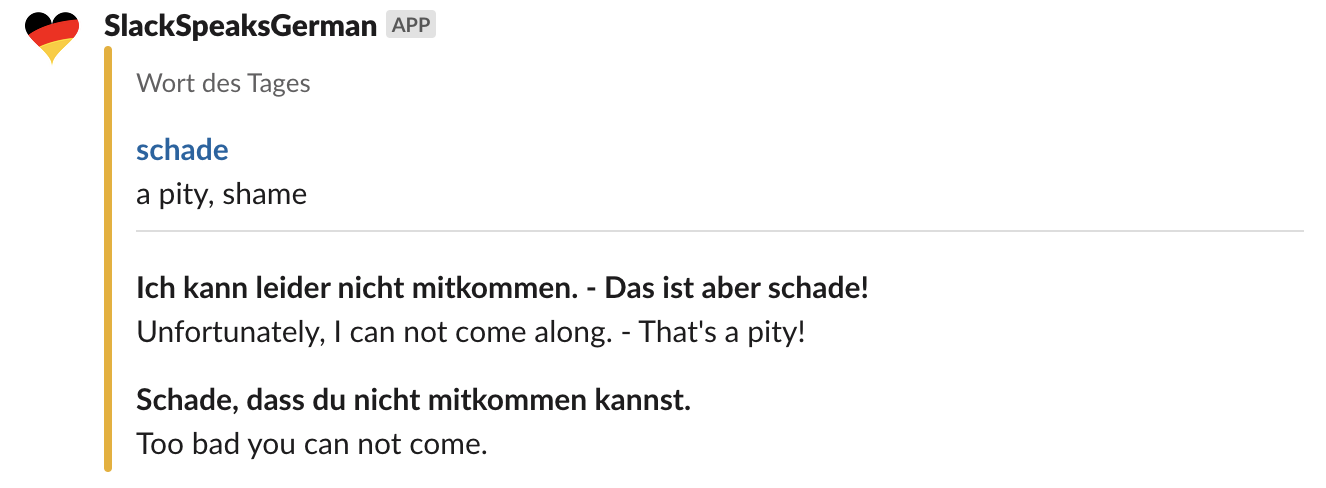 SlackSpeaksGerman APP
Wort des Tages
schade
a pity, shame
Ich kann leider nicht mitkommen. - Das ist aber schade!
Unfortunately, I can not come along. - That's a pity!
Schade, dass du nicht mitkommen kannst.
Too bad you can not come.